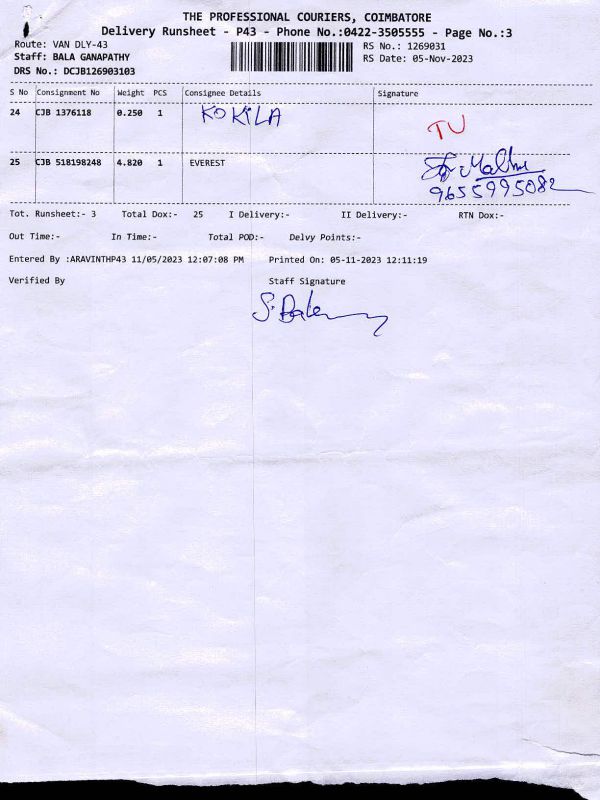 THE PROFESSIONAL COURIERS, COIMBATORE
Delivery Runsheet - P43 - Phone No.:0422-3505555 - Page No.:3
Route: VAN DLY-43
RS No.: 1269031
Staff: BALA GANAPATHY
RS Date: 05-Nov-2023
DRS No.: DCJB126903103
S No Consignment No Weight PCS Consignee Details Signature
24 CJB 1376118 0.250 1 KOKILA TU
25 CJB 518198248 4.820 1 EVEREST
9655995082
Tot. Runsheet:- 3 Total Dox:- 25 I Delivery:- II Delivery:- RTN Dox:-
Out Time:- In Time:- Total POD:- Delvy Points:-
Entered By :ARAVINTHP43 11/05/2023 12:07:08 PM Printed On: 05-11-2023 12:11:19
Verified By Staff Signature